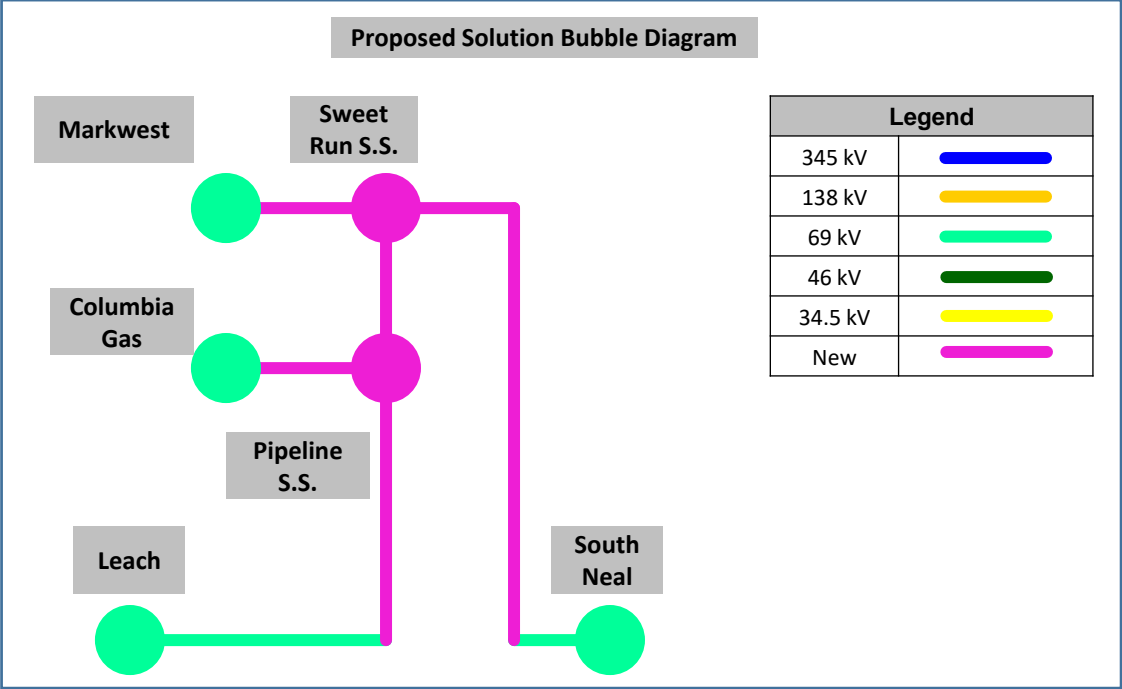 Proposed Solution Bubble Diagram
Markwest
Sweet
Run S.S.
Columbia
Gas
Pipeline
S.S.
Leach
South
Neal
Legend
345 kV
138 kV
69 kV
46 kV
34.5 kV
New